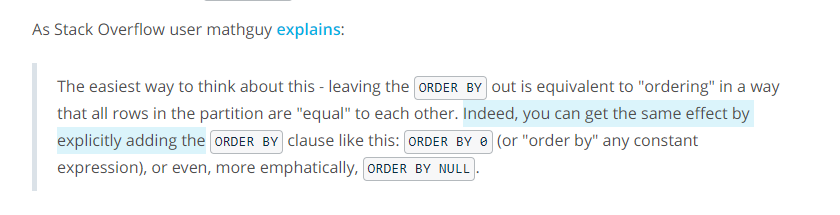 As Stack Overflow user mathguy explains:
The easiest way to think about this - leaving the ORDER BY out is equivalent to "ordering" in a way
that all rows in the partition are "equal" to each other. Indeed, you can get the same effect by
explicitly adding the ORDER BY clause like this: ORDER BY 0 (or "order by" any constant
expression), or even, more emphatically, ORDER BY NULL.